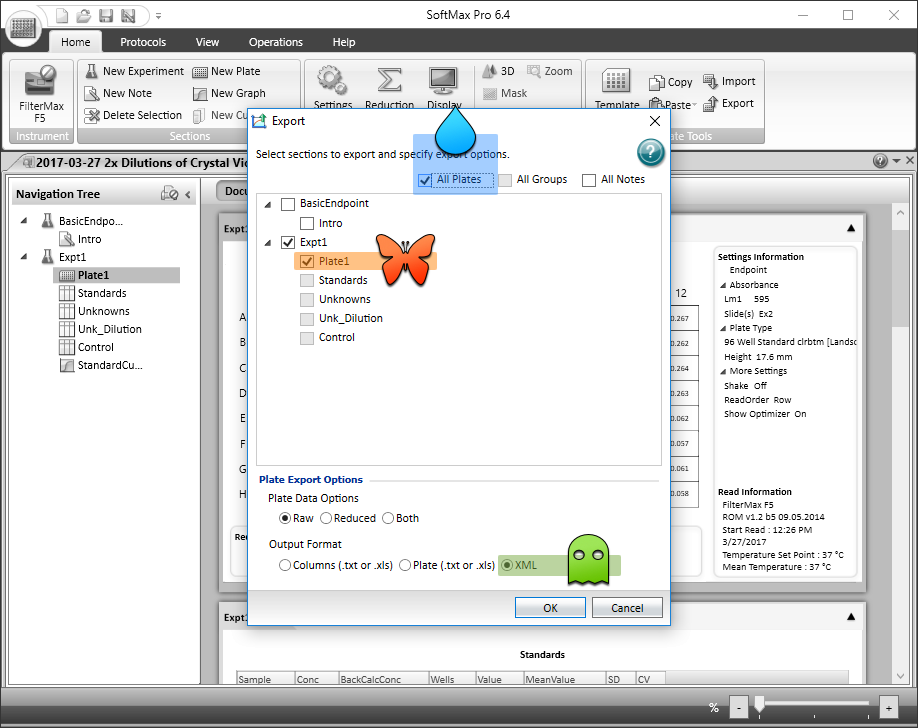 SoftMax Pro 6.4
Home Protocols View Operations Help
FilterMax
F5
Instrument
New Experiment New Plate
New Note New Graph
Delete Selection New Cu
Sections
Settings Reduction Display
3D Zoom
Mask
Template Copy Import
Paste Export
Tools
2017-03-27 2x Dilutions of Crystal
Navigation Tree
BasicEndpo...
Intro
Expt1
Plate1
Standards
Unknowns
Unk_Dilution
Control
StandardCu...
Export
Select sections to export and specify export options.
All Plates All Groups All Notes
BasicEndpoint
Intro
Expt1
Plate1
Standards
Unknowns
Unk_Dilution
Control
Plate Export Options
Plate Data Options
Raw Reduced Both
Output Format
Columns (.txt or .xls) Plate (.txt or .xls) XML
OK Cancel
A
B
C
D
E
F
G
H
12
0.267
0.262
0.264
0.263
0.062
0.057
0.061
0.058
Settings Information
Endpoint
Absorbance
Lm1 595
Slide(s) Ex2
Plate Type
96 Well Standard clrbtm
Height 17.6 mm
More Settings
Shake Off
ReadOrder Row
Show Optimizer On
Read Information
FilterMax F5
ROM v1.2 b5 09.05.2014
Start Read : 12:26 PM
3/27/2017
Temperature Set Point : 37 °C
Mean Temperature : 37 °C
Standards
Sample Conc BackCalcConc Wells Value MeanValue SD CV
% - +